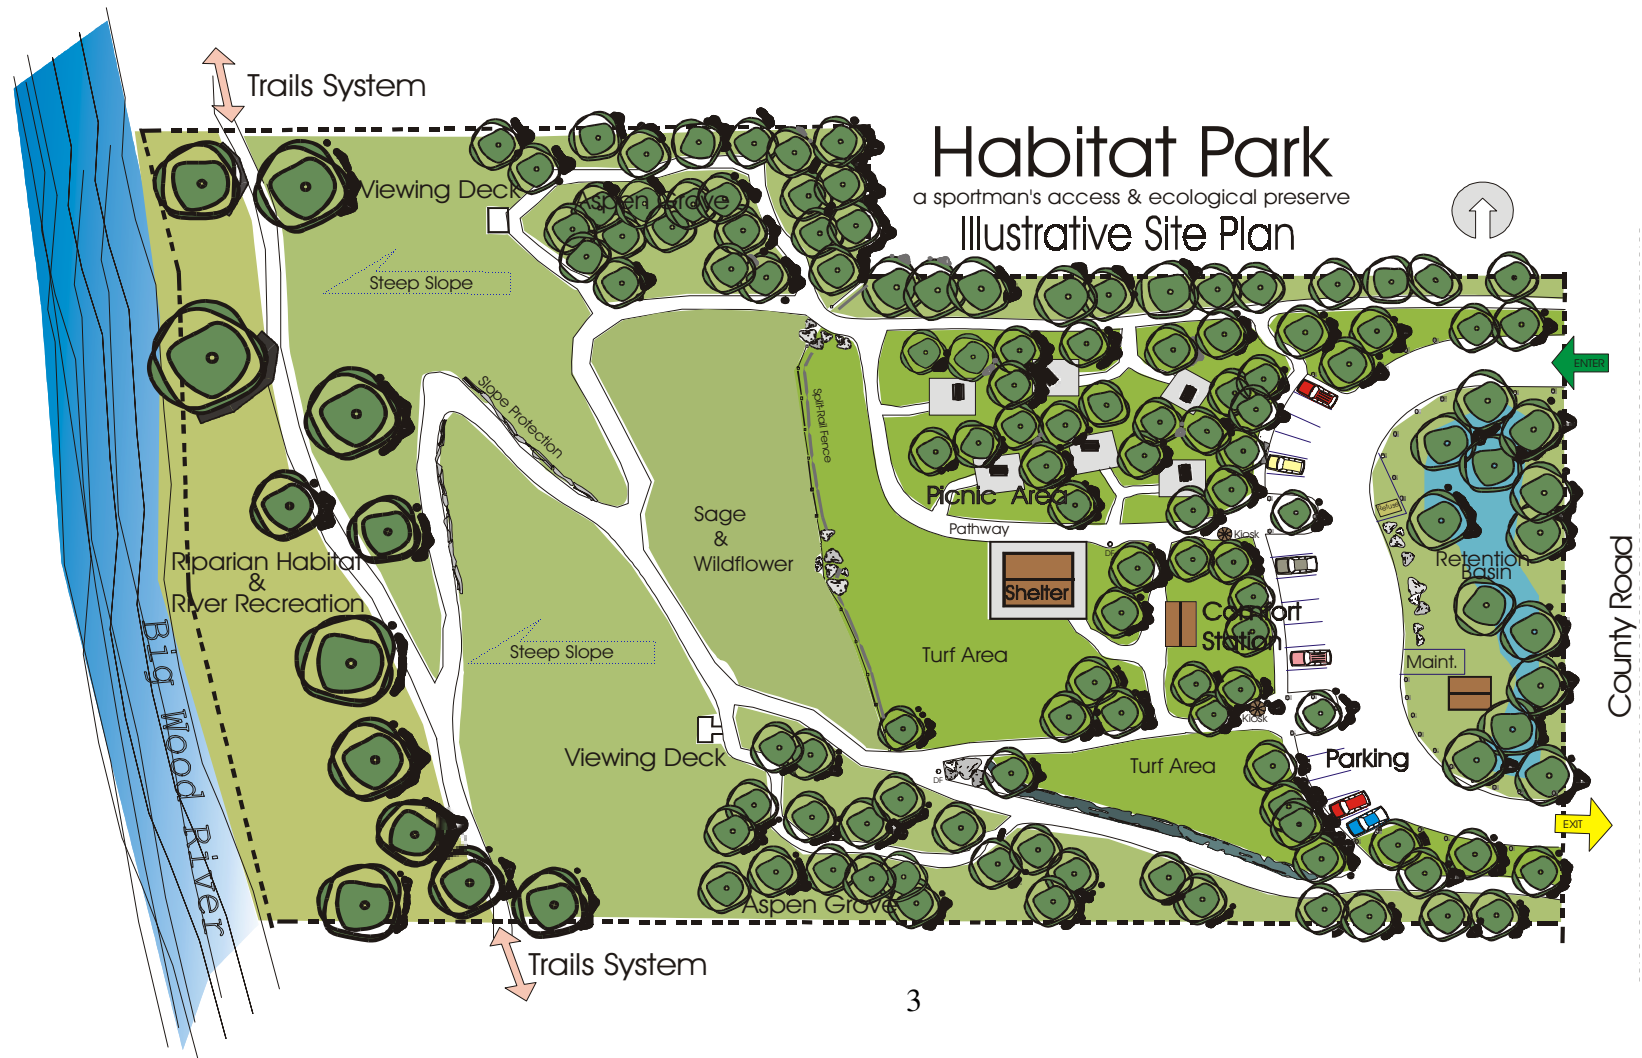 Trails System
Habitat Park
a sportman's access & ecological preserve
Illustrative Site Plan
Viewing Deck
Aspen Grove
Steep Slope
ENTER
Slope Protection
Split-Rail Fence
Picnic Area
Pathway
Sage
&
Wildflower
Kiosk
DF
Refuse
Retention
Basin
Riparian Habitat
&
River Recreation
Shelter
Comfort
Station
County Road
Big Wood River
Steep Slope
Turf Area
Maint.
Kiosk
Viewing Deck
Turf Area
Parking
DF
EXIT
Aspen Grove
Trails System
3